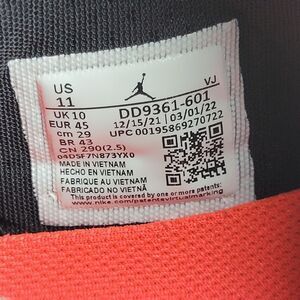 US
11
VJ
UK 10
EUR 45
cm 29
BR 43
CN 290(2.5)
04DSF7N873YX0
DD9361-601
12/15/21 03/01/22
UPC 00195869270722
MADE IN VIETNAM
HECHO EN VIETNAM
FABRIQUÉ AU VIETNAM
FABRICADO NO VIETNÃ
This product is covered by one or more of
www.nike.com/patents